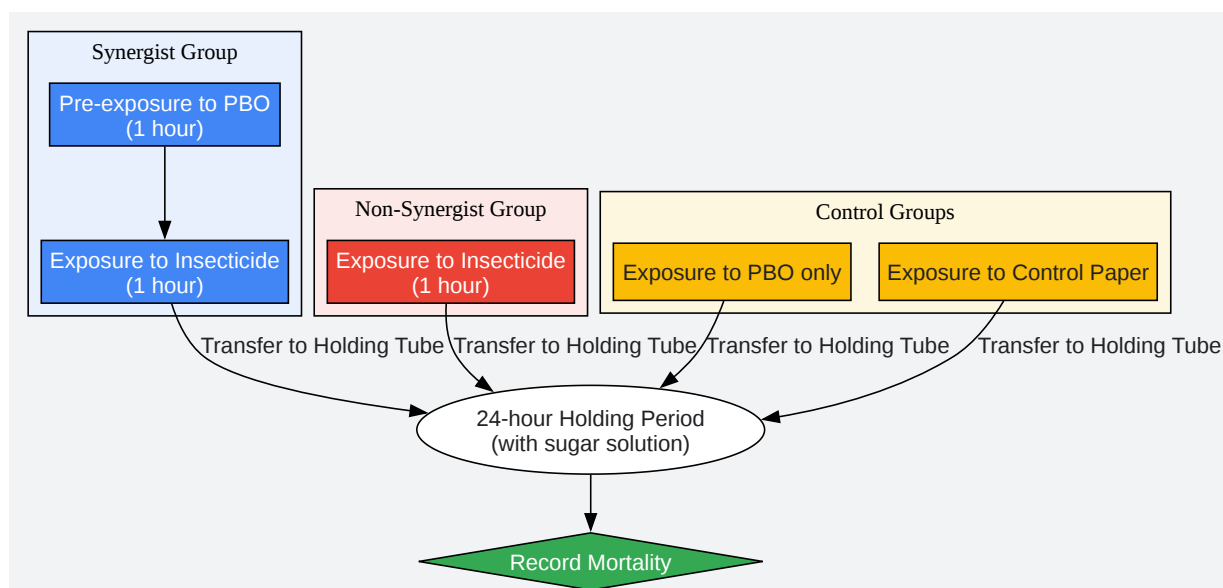 Synergist Group
Pre-exposure to PBO
(1 hour)
Exposure to Insecticide
(1 hour)
Non-Synergist Group
Exposure to Insecticide
(1 hour)
Control Groups
Exposure to PBO only
Exposure to Control Paper
Transfer to Holding Tube
Transfer to Holding Tube
Transfer to Holding Tube
Transfer to Holding Tube
24-hour Holding Period
(with sugar solution)
Record Mortality